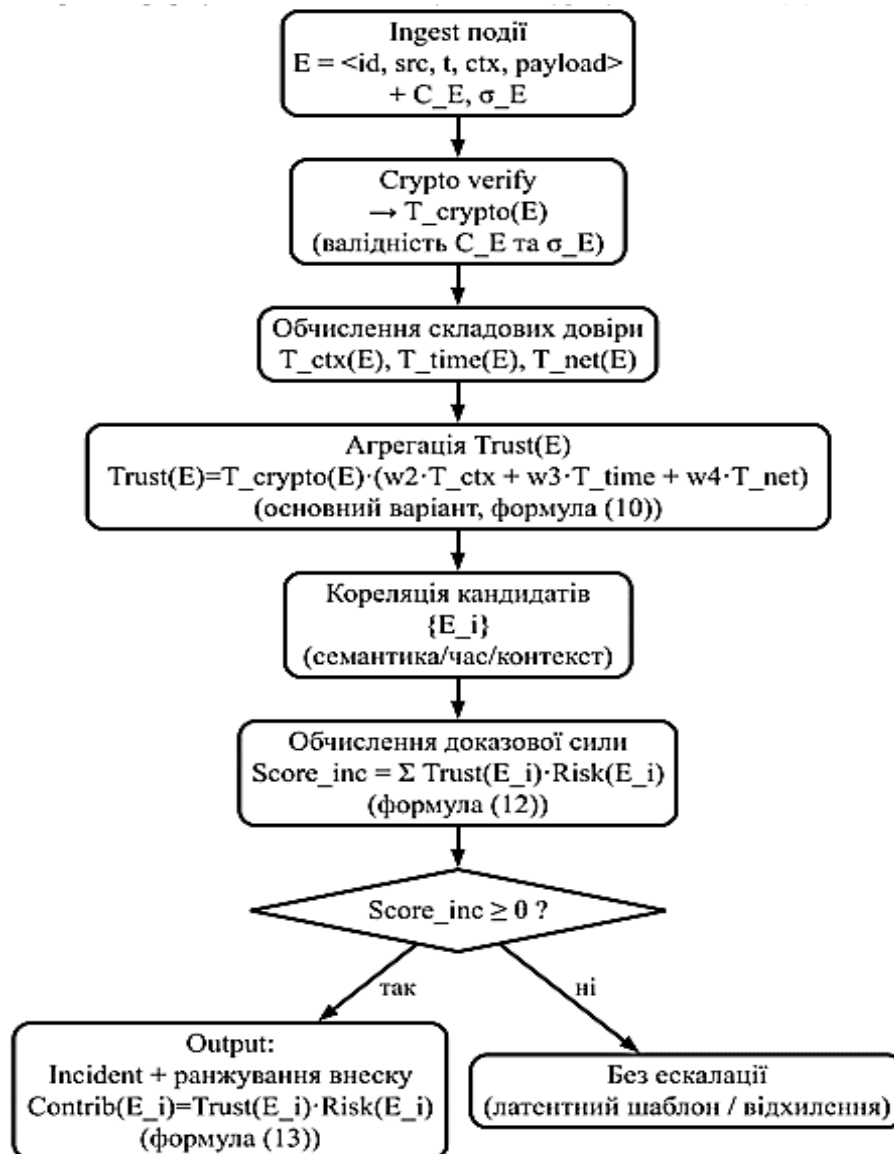 Ingest події
E = <id, src, t, ctx, payload>
+ C_E, σ_E
Crypto verify
→ T_crypto(E)
(валідність C_E та σ_E)
Обчислення складових довіри
T_ctx(E), T_time(E), T_net(E)
Агрегація Trust(E)
Trust(E)=T_crypto(E)·(w2·T_ctx + w3·T_time + w4·T_net)
(основний варіант, формула (10))
Кореляція кандидатів
{E_i}
(семантика/час/контекст)
Обчислення доказової сили
Score_inc = Σ Trust(E_i)·Risk(E_i)
(формула (12))
Score_inc ≥ 0 ?
так
ні
Output:
Incident + ранжування внеску
Contrib(E_i)=Trust(E_i)·Risk(E_i)
(формула (13))
Без ескалації
(латентний шаблон / відхилення)